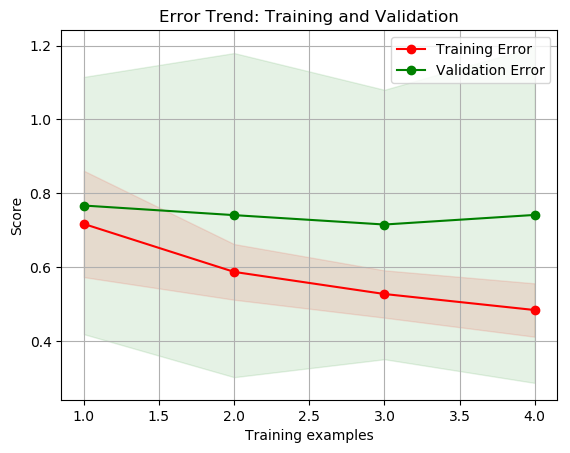 Error Trend: Training and Validation
Training Error
Validation Error
1.2
1.0
0.8
0.6
0.4
Score
1.0 1.5 2.0 2.5 3.0 3.5 4.0
Training examples